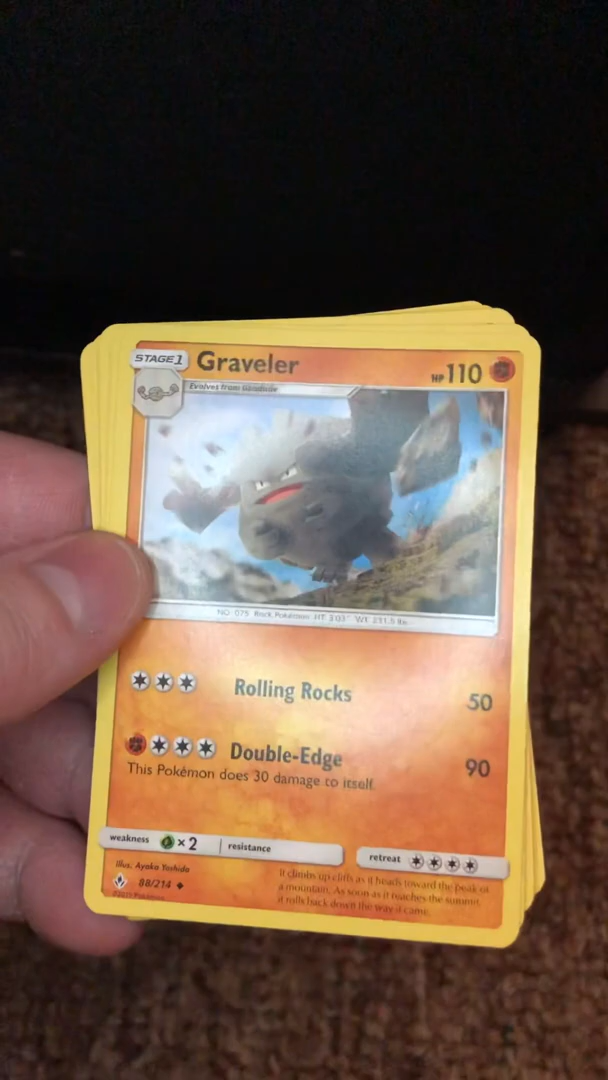 STAGE 1 Graveler HP 110
Evolves from Geodude
NO. 075 Rock Pokémon HT: 3'03" WT: 231.5 lbs.
Rolling Rocks 50
Double-Edge 90
This Pokémon does 30 damage to itself.
weakness ×2 resistance
retreat
Illus. Ayako Yoshida
88/214
It climbs up cliffs as it heads toward the peak of
a mountain. As soon as it reaches the summit,
it rolls back down the way it came.